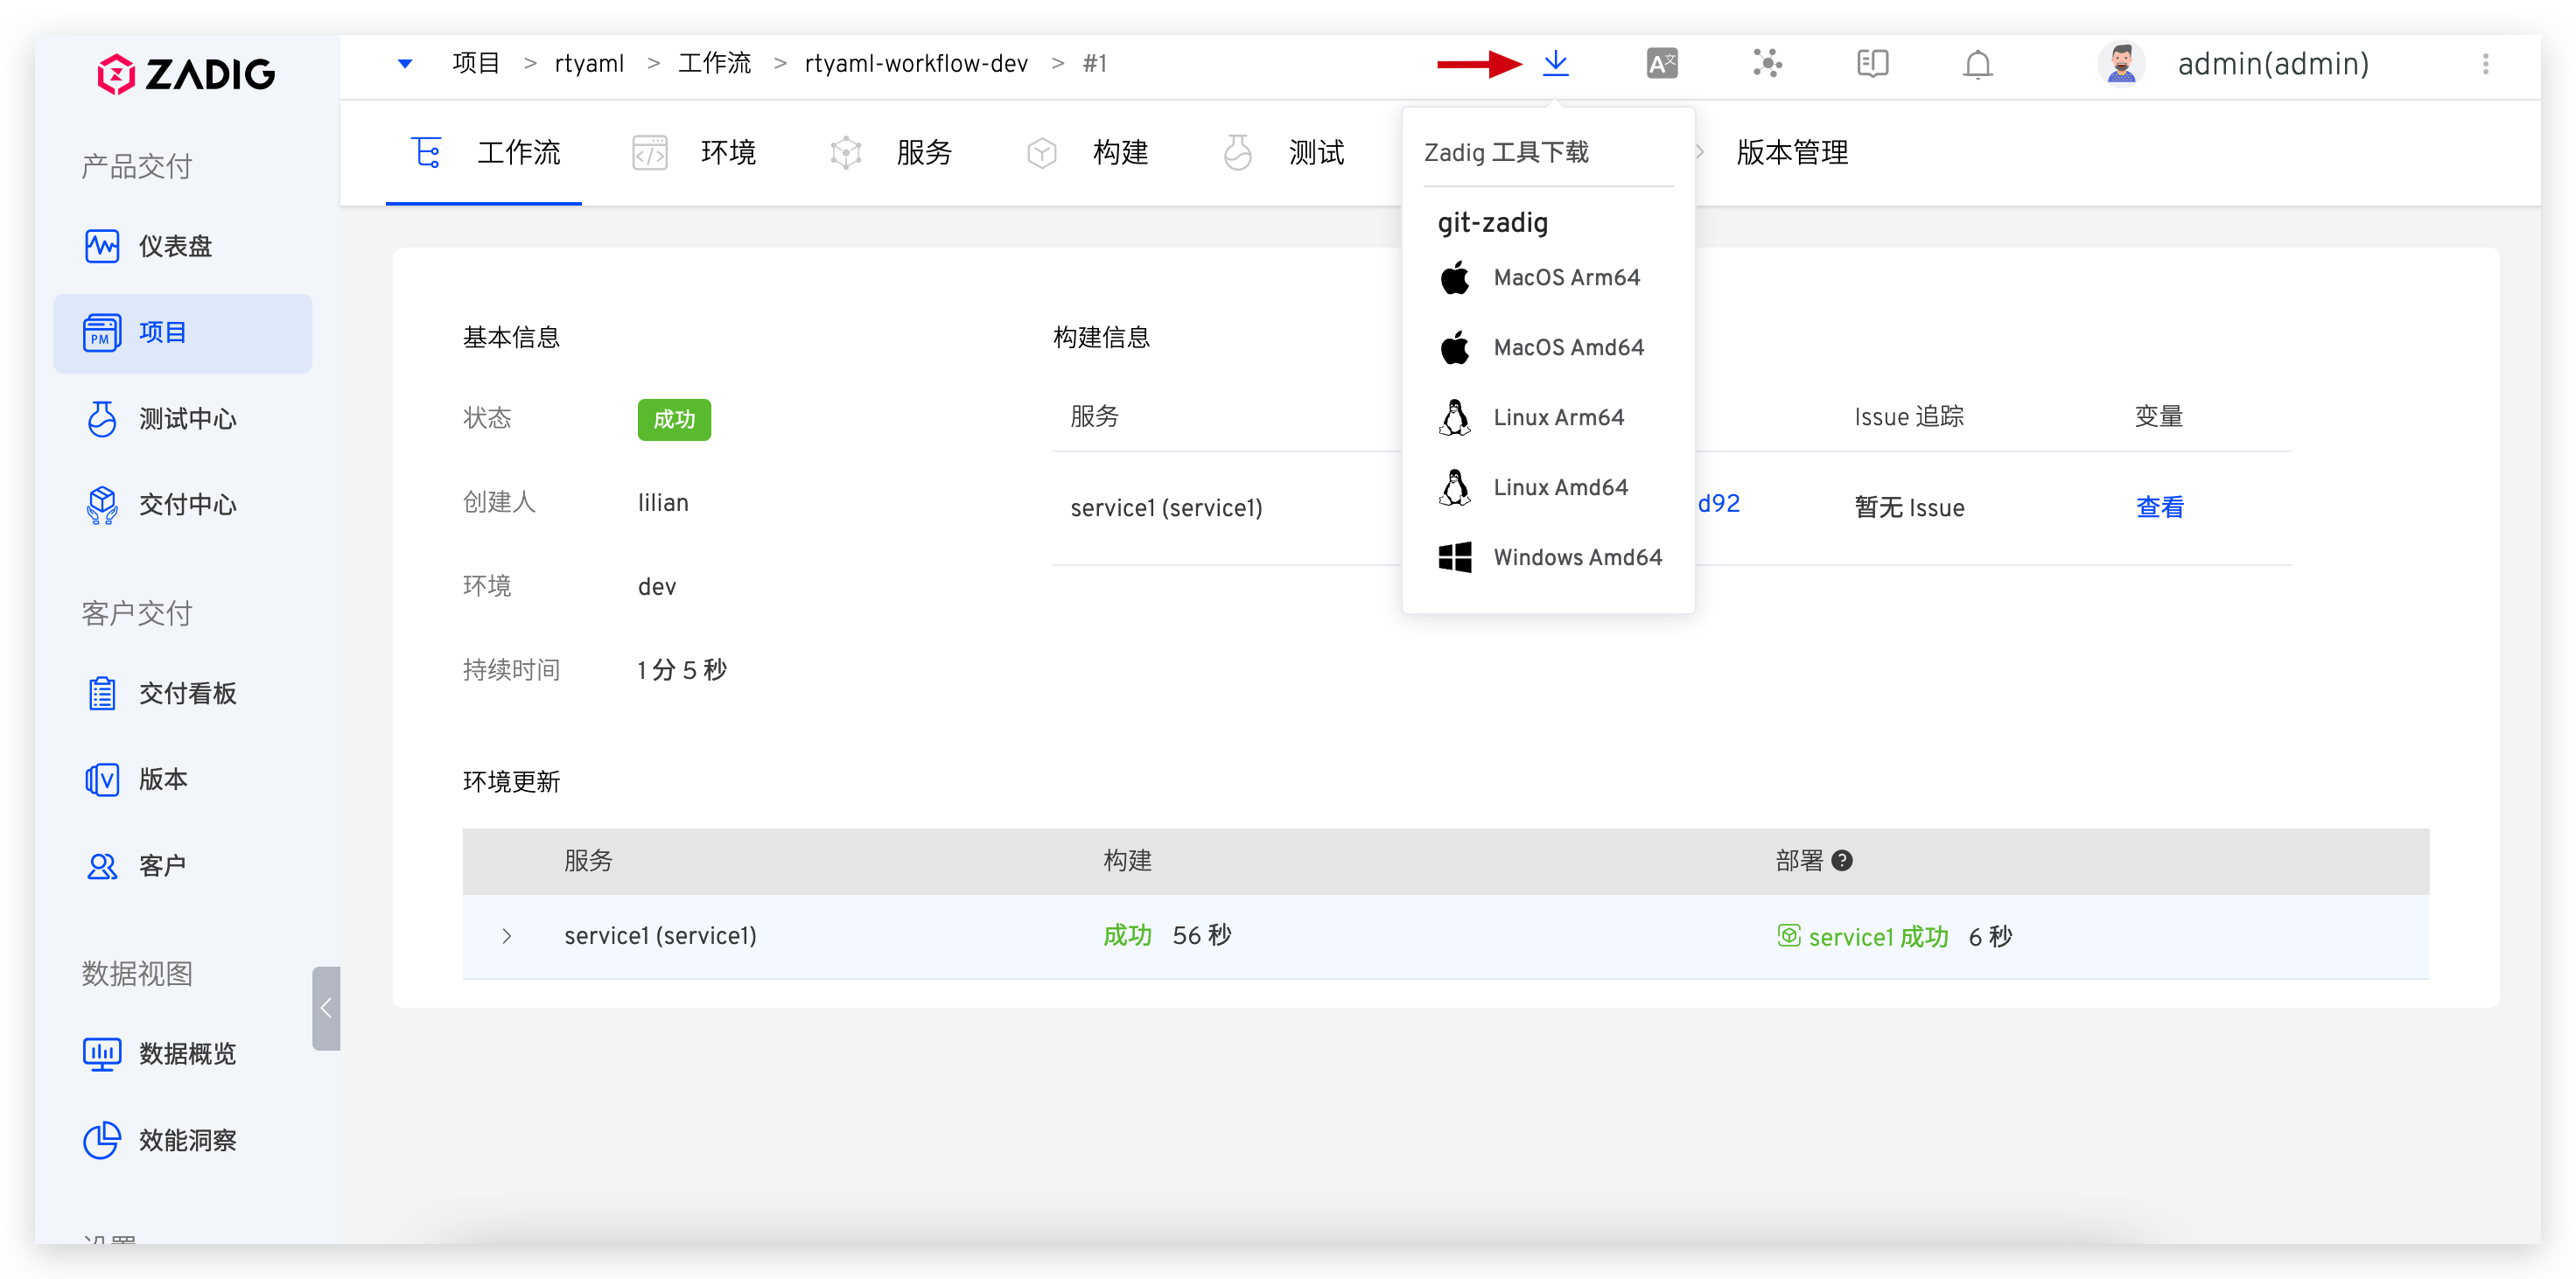 ZADIG
项目 > rtyaml > 工作流 > rtyaml-workflow-dev > #1
admin(admin)
工作流 环境 服务 构建 测试 版本管理
Zadig 工具下载
git-zadig
MacOS Arm64
MacOS Amd64
Linux Arm64
Linux Amd64
Windows Amd64
产品交付
仪表盘
PM 项目
测试中心
交付中心
客户交付
交付看板
版本
客户
数据视图
数据概览
效能洞察
基本信息
状态 成功
创建人 lilian
环境 dev
持续时间 1 分 5 秒
构建信息
服务 Issue 追踪 变量
service1 (service1) d92 暂无 Issue 查看
环境更新
服务 构建 部署
service1 (service1) 成功 56 秒 service1 成功 6 秒